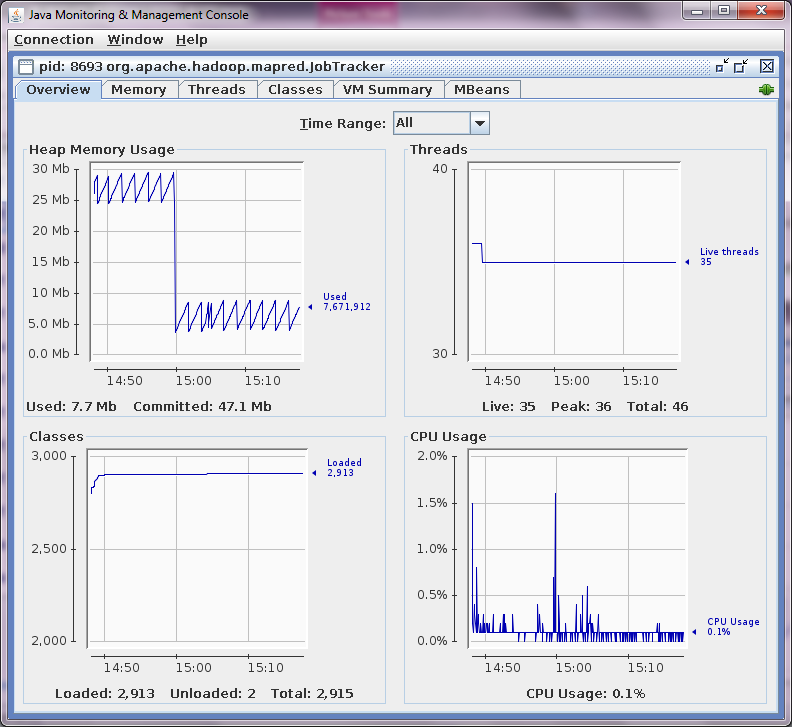 Java Monitoring & Management Console
Connection Window Help
pid: 8693 org.apache.hadoop.mapred.JobTracker
Overview Memory Threads Classes VM Summary MBeans
Time Range: All
Heap Memory Usage
30 Mb
25 Mb
20 Mb
15 Mb
10 Mb
5.0 Mb
0.0 Mb
Used
7,671,912
14:50 15:00 15:10
Used: 7.7 Mb Committed: 47.1 Mb
Threads
40
30
Live threads
35
14:50 15:00 15:10
Live: 35 Peak: 36 Total: 46
Classes
3,000
2,500
2,000
Loaded
2,913
14:50 15:00 15:10
Loaded: 2,913 Unloaded: 2 Total: 2,915
CPU Usage
2.0%
1.5%
1.0%
0.5%
0.0%
CPU Usage
0.1%
14:50 15:00 15:10
CPU Usage: 0.1%